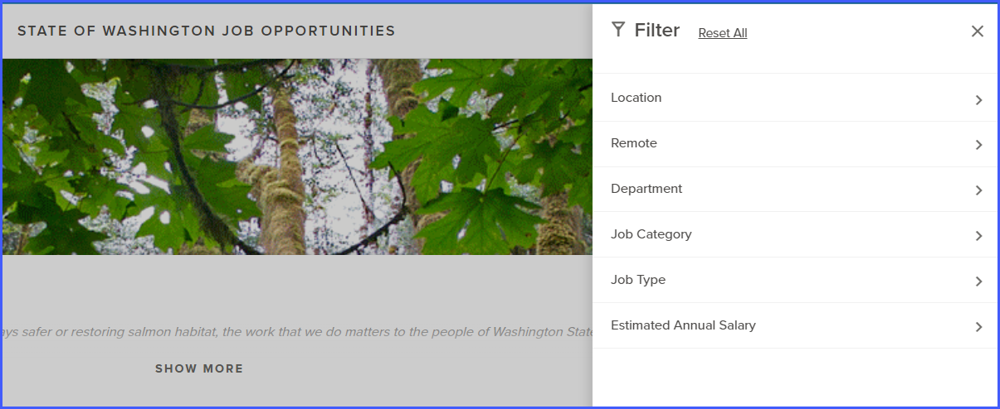 STATE OF WASHINGTON JOB OPPORTUNITIES
Filter Reset All
Location
Remote
Department
Job Category
Job Type
Estimated Annual Salary
safer or restoring salmon habitat, the work that we do matters to the people of Washington State
SHOW MORE